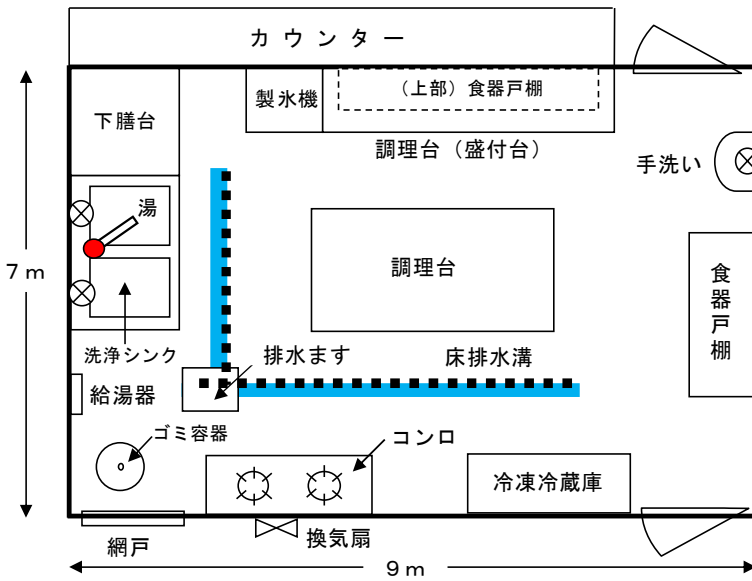 カウンター
下膳台
製氷機
（上部）食器戸棚
調理台（盛付台）
手洗い
湯
調理台
7ｍ
食器戸棚
洗浄シンク
排水ます
床排水溝
給湯器
ゴミ容器
コンロ
冷凍冷蔵庫
網戸
換気扇
9ｍ